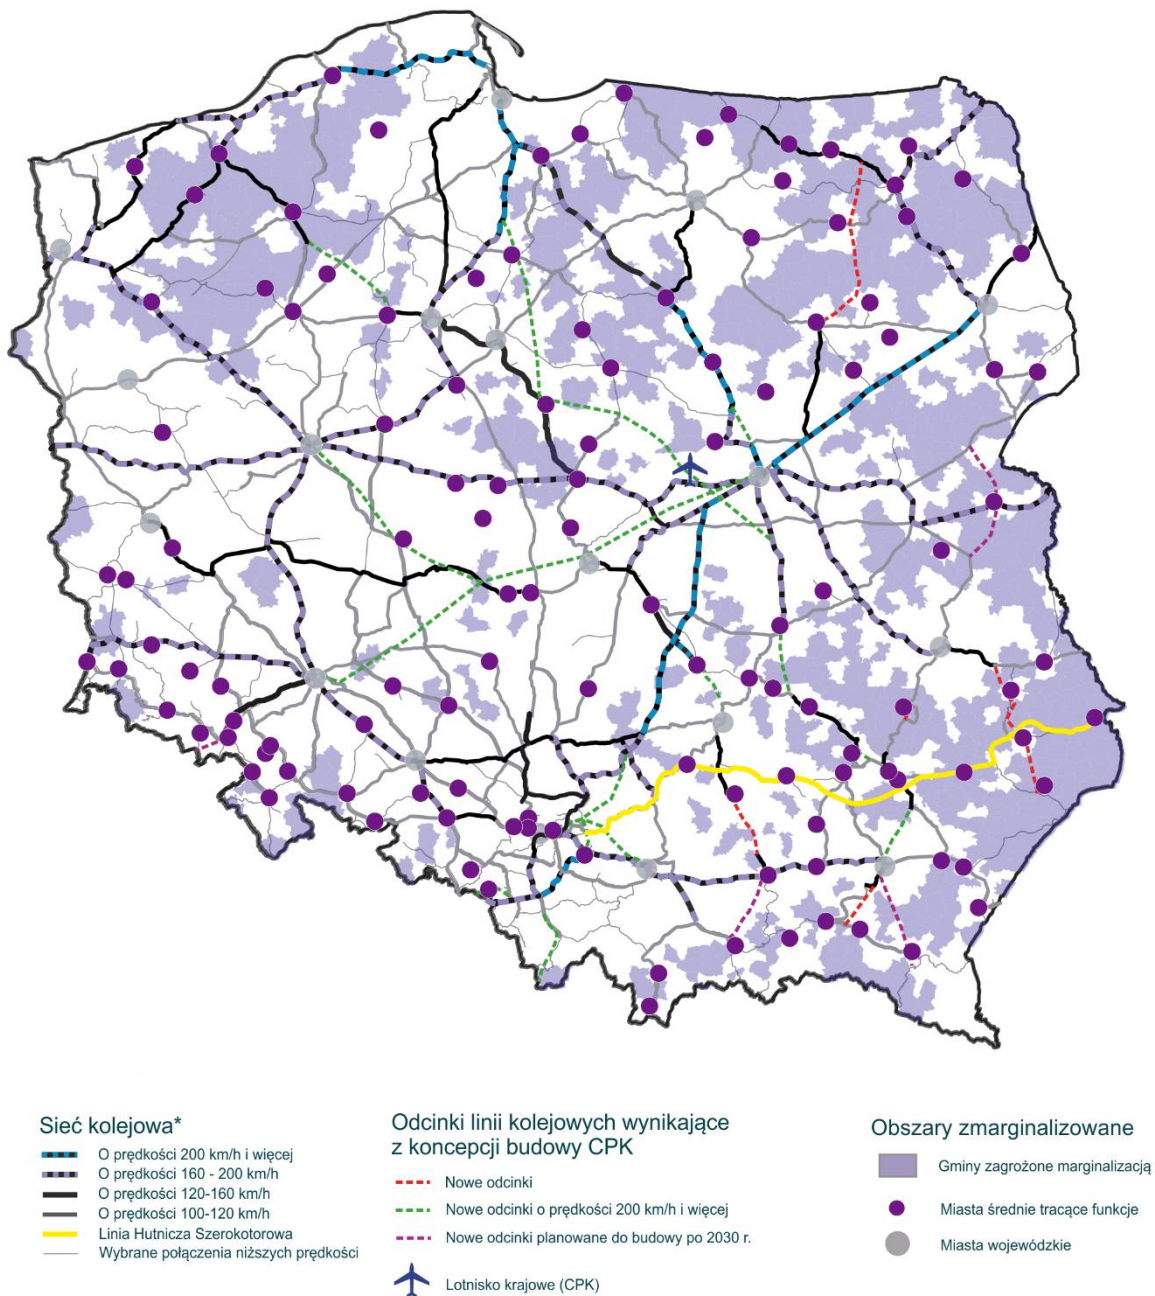 Sieć kolejowa*
O prędkości 200 km/h i więcej
O prędkości 160 - 200 km/h
O prędkości 120-160 km/h
O prędkości 100-120 km/h
Linia Hutnicza Szerokotorowa
Wybrane połączenia niższych prędkości
Odcinki linii kolejowych wynikające
z koncepcji budowy CPK
Nowe odcinki
Nowe odcinki o prędkości 200 km/h i więcej
Nowe odcinki planowane do budowy po 2030 r.
Lotnisko krajowe (CPK)
Obszary zmarginalizowane
Gminy zagrożone marginalizacją
Miasta średnie tracące funkcje
Miasta wojewódzkie